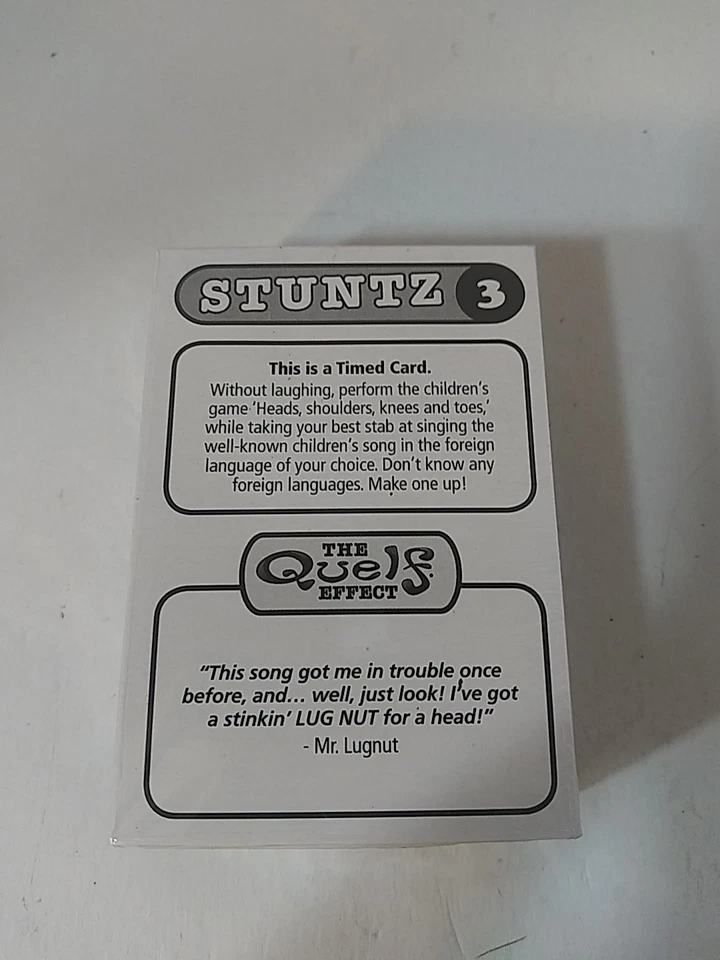 STUNTZ 3
This is a Timed Card.
Without laughing, perform the children's
game 'Heads, shoulders, knees and toes,'
while taking your best stab at singing the
well-known children's song in the foreign
language of your choice. Don't know any
foreign languages. Make one up!
THE
Quelf
EFFECT
"This song got me in trouble once
before, and... well, just look! I've got
a stinkin' LUG NUT for a head!"
- Mr. Lugnut